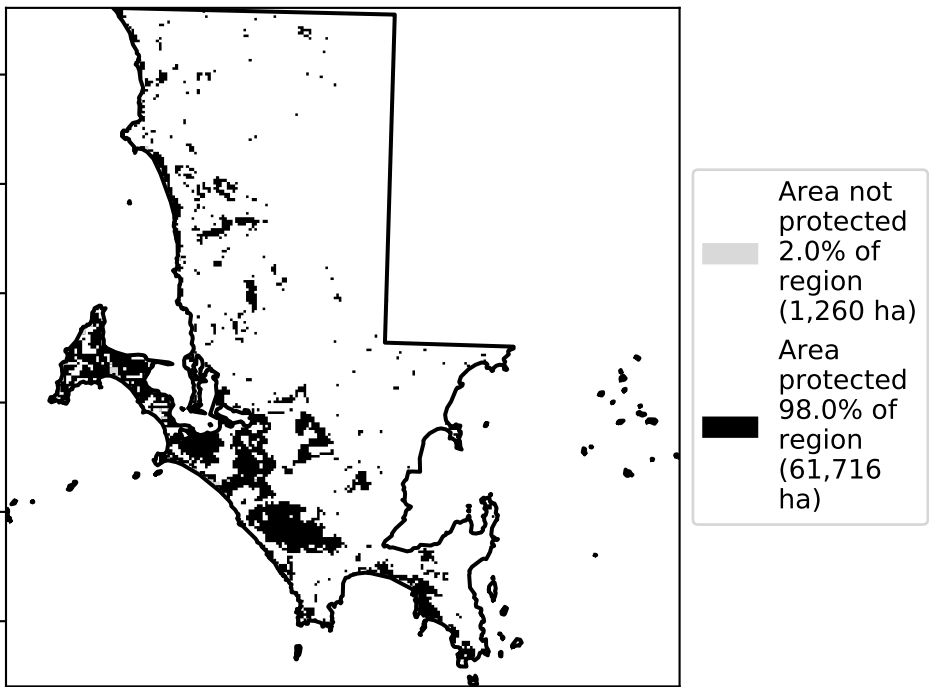 Area not
protected
2.0% of
region
(1,260 ha)
Area
protected
98.0% of
region
(61,716
ha)